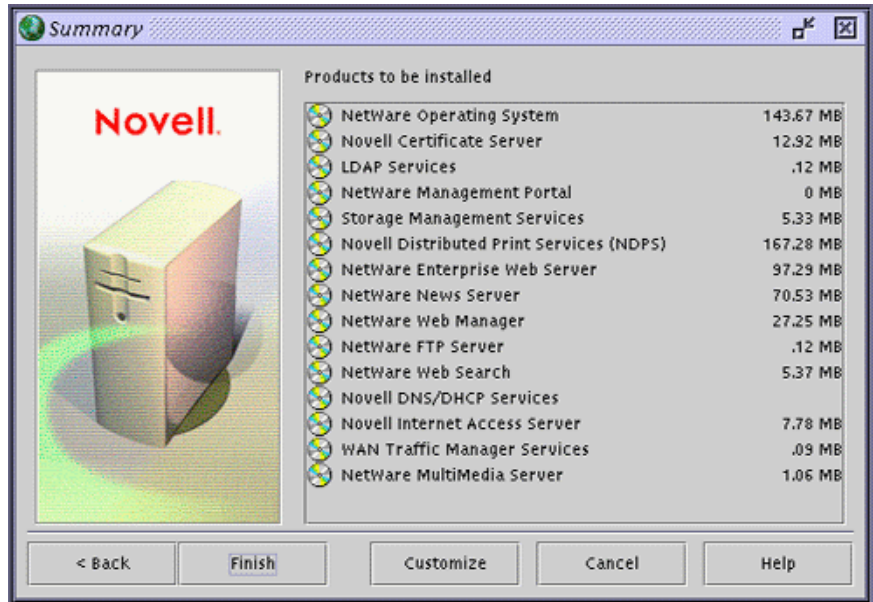 Summary
Novell.
Products to be installed
NetWare Operating System 143.67 MB
Novell Certificate Server 12.92 MB
LDAP Services .12 MB
NetWare Management Portal 0 MB
Storage Management Services 5.33 MB
Novell Distributed Print Services (NDPS) 167.28 MB
NetWare Enterprise Web Server 97.29 MB
NetWare News Server 70.53 MB
NetWare Web Manager 27.25 MB
NetWare FTP Server .12 MB
NetWare Web Search 5.37 MB
Novell DNS/DHCP Services
Novell Internet Access Server 7.78 MB
WAN Traffic Manager Services .09 MB
NetWare MultiMedia Server 1.06 MB
< Back Finish Customize Cancel Help